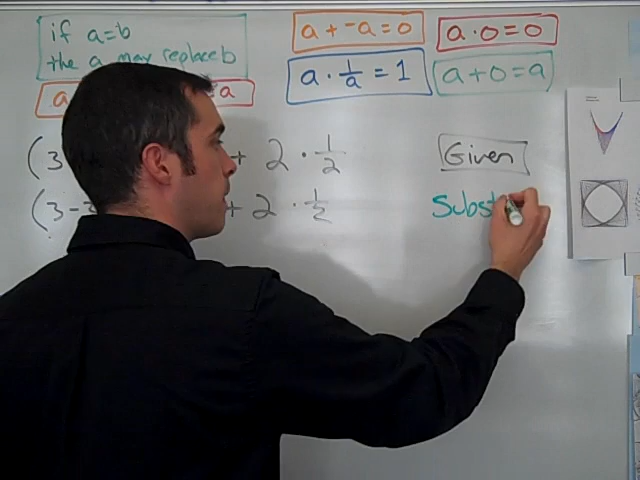 if a=b
the a may replace b
a + -a = 0
a · 0 = 0
a · 1/a = 1
a + 0 = a
a = a
(3 + 2 · 1/2
Given
(3 - + 2 · 1/2
Subst